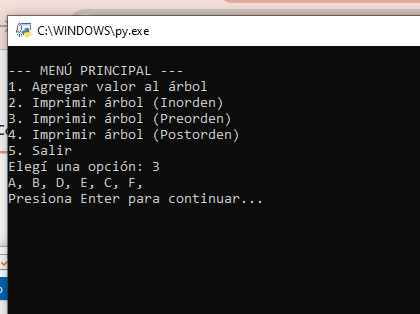 C:\WINDOWS\py.exe
--- MENÚ PRINCIPAL ---
1. Agregar valor al árbol
2. Imprimir árbol (Inorden)
3. Imprimir árbol (Preorden)
4. Imprimir árbol (Postorden)
5. Salir
Elegí una opción: 3
A, B, D, E, C, F,
Presiona Enter para continuar...